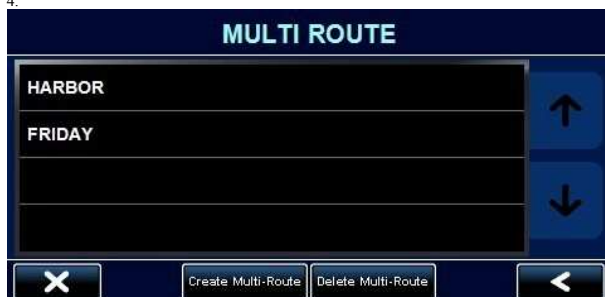 4.
MULTI ROUTE
HARBOR
FRIDAY
Create Multi-Route Delete Multi-Route